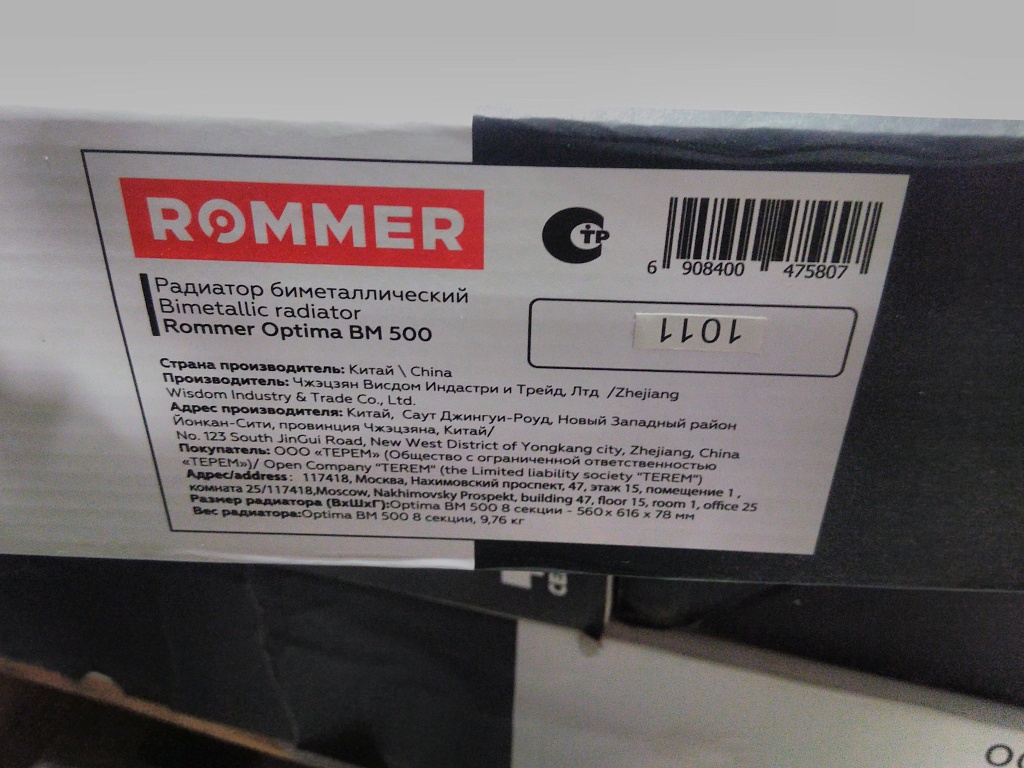 ROMMER
СТР
6 908400 475807
Радиатор биметаллический
Bimetallic radiator
Rommer Optima BM 500
1011
Страна производитель: Китай \ China
Производитель: Чжэцзян Висдом Индастри и Трейд, Лтд /Zhejiang
Wisdom Industry & Trade Co., Ltd.
Адрес производителя: Китай, Саут Джингуи-Роуд, Новый Западный район
Йонкан-Сити, провинция Чжэцзяна, Китай/
No. 123 South JinGui Road, New West District of Yongkang city, Zhejiang, China
Покупатель: ООО «ТЕРЕМ» (Общество с ограниченной ответственностью
«ТЕРЕМ»)/ Open Company "TEREM" (the Limited liability society "TEREM")
Адрес/address: 117418, Москва, Нахимовский проспект, 47, этаж 15, помещение 1 ,
комната 25/117418,Moscow, Nakhimovsky Prospekt, building 47, floor 15, room 1, office 25
Размер радиатора (ВхШхГ):Optima BM 500 8 секции - 560x 616 x 78 мм
Вес радиатора:Optima BM 500 8 секции, 9,76 кг